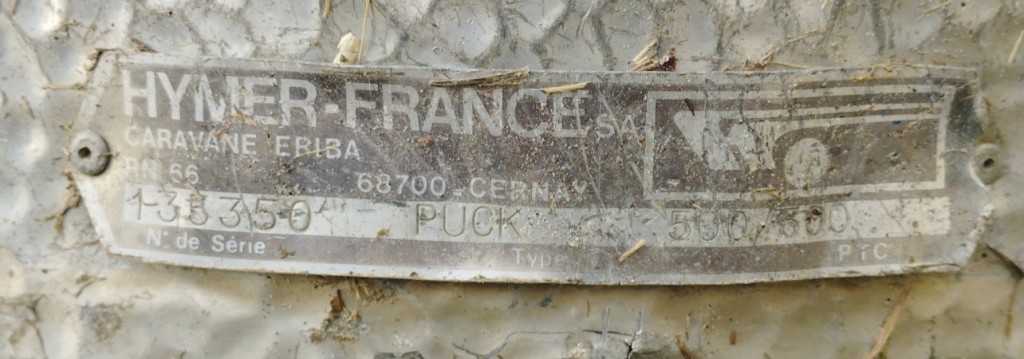 HYMER-FRANCE SA
CARAVANE ERIBA
RN 66 68700-CERNAY
135350 PUCK 500/600
N° de Série Type PTC